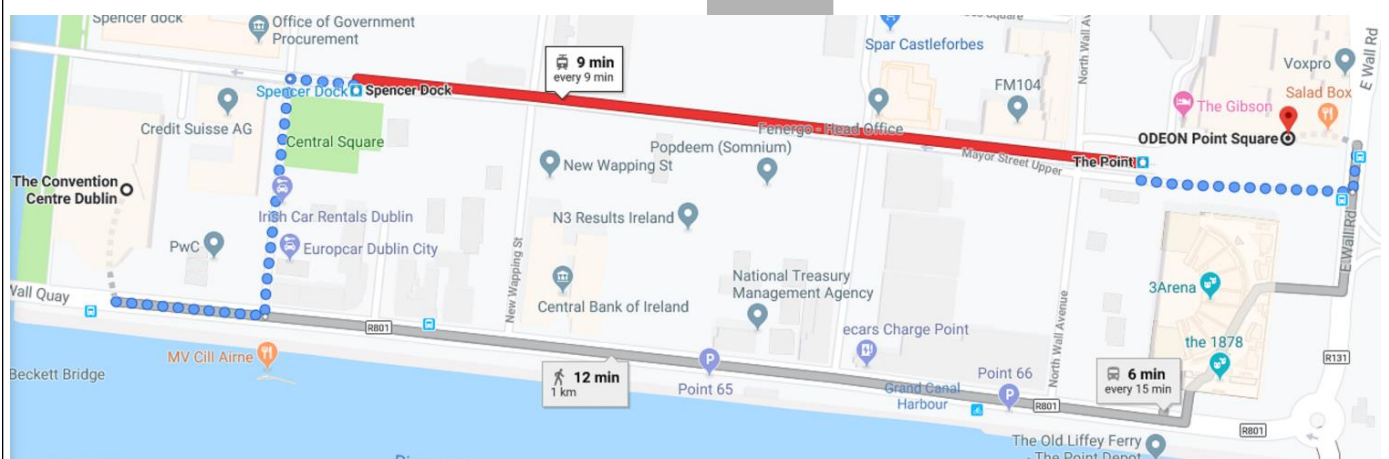 Spencer dock
Office of Government
Procurement
Spar Castleforbes
North Wall Av
E Wall Rd
Voxpro
9 min
every 9 min
FM104
Salad Box
Spencer Dock
Spencer Dock
The Gibson
Credit Suisse AG
Fenergo - Head Office
ODEON Point Square
Central Square
Popdeem (Somnium)
Mayor Street Upper
The Point
New Wapping St
The Convention
Centre Dublin
Irish Car Rentals Dublin
N3 Results Ireland
E Wall Rd
PwC
Europcar Dublin City
New Wapping St
National Treasury
Management Agency
3Arena
Wall Quay
Central Bank of Ireland
North Wall Avenue
R801
ecars Charge Point
the 1878
MV Cill Airne
R131
Beckett Bridge
12 min
1 km
P
Point 65
Grand Canal
Harbour
Point 66
P
6 min
every 15 min
R801
R801
The Old Liffey Ferry
- The Point Depot